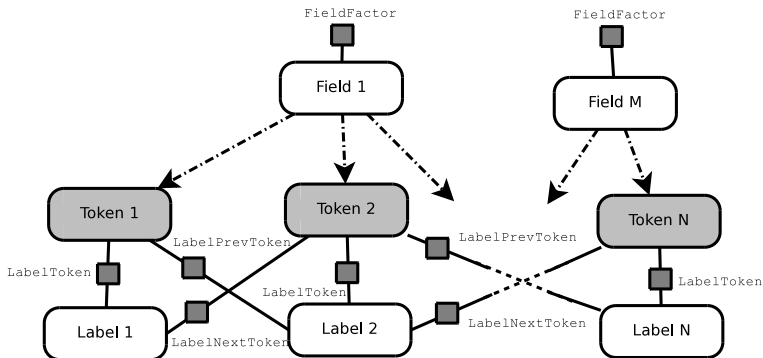 FieldFactor
FieldFactor
Field 1
Field M
Token 1
Token 2
Token N
LabelPrevToken
LabelPrevToken
LabelToken
LabelToken
LabelToken
Label 1
Label 2
Label N
LabelNextToken
LabelNextToken